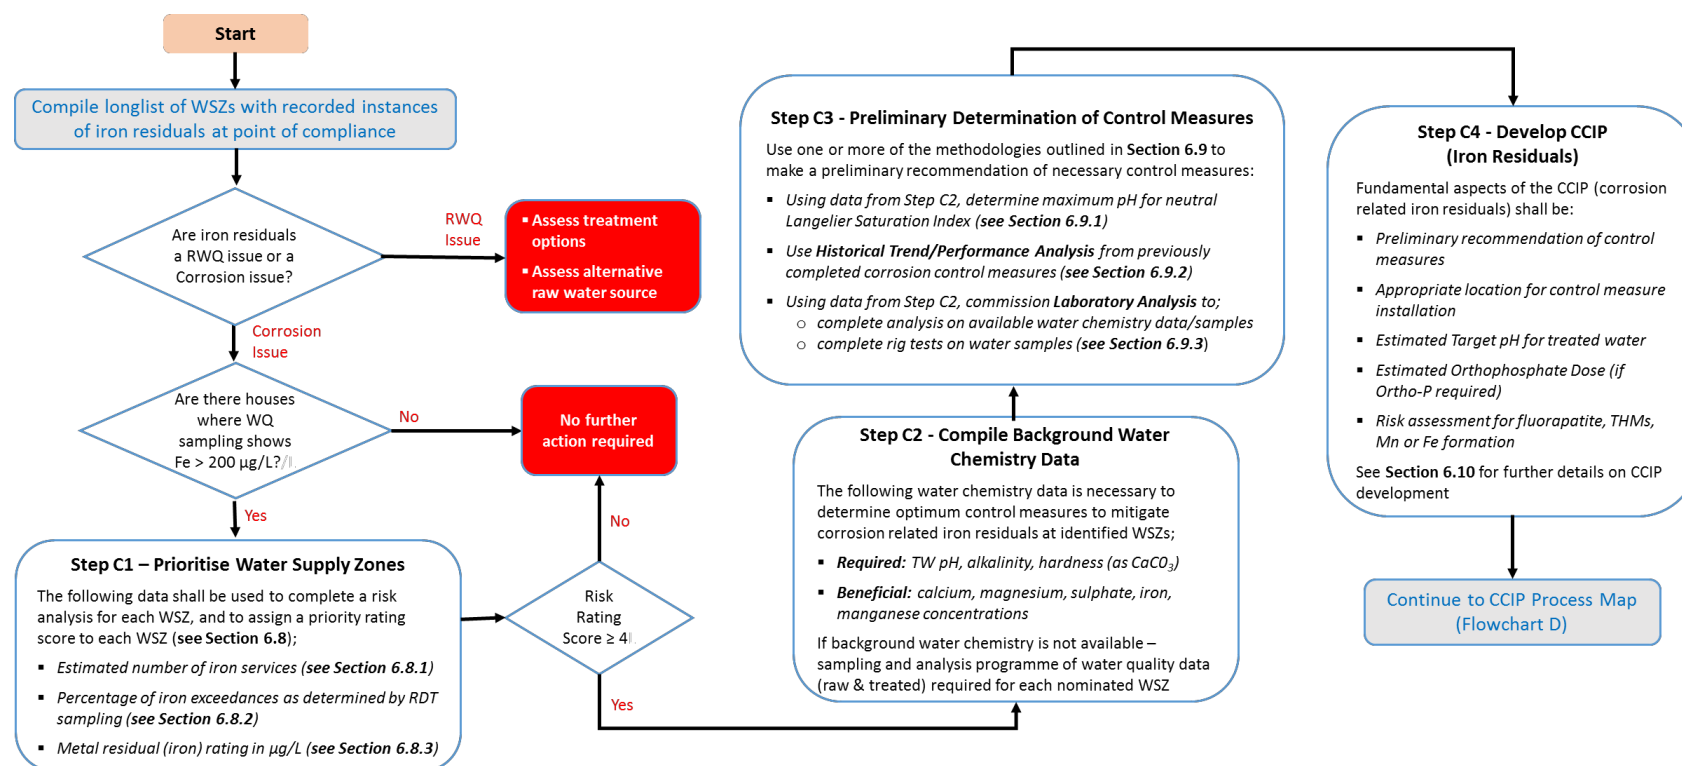 Start
Compile longlist of WSZs with recorded instances
of iron residuals at point of compliance
Are iron residuals
a RWQ issue or a
Corrosion issue?
RWQ
Issue
▪ Assess treatment
options
▪ Assess alternative
raw water source
Corrosion
Issue
Are there houses
where WQ
sampling shows
Fe > 200 µg/L?
No
No further
action required
Yes
Step C1 – Prioritise Water Supply Zones
The following data shall be used to complete a risk
analysis for each WSZ, and to assign a priority rating
score to each WSZ (see Section 6.8);
▪ Estimated number of iron services (see Section 6.8.1)
▪ Percentage of iron exceedances as determined by RDT
sampling (see Section 6.8.2)
▪ Metal residual (iron) rating in µg/L (see Section 6.8.3)
Risk
Rating
Score ≥ 4
No
Yes
Step C2 - Compile Background Water
Chemistry Data
The following water chemistry data is necessary to
determine optimum control measures to mitigate
corrosion related iron residuals at identified WSZs;
▪ Required: TW pH, alkalinity, hardness (as CaCO3)
▪ Beneficial: calcium, magnesium, sulphate, iron,
manganese concentrations
If background water chemistry is not available –
sampling and analysis programme of water quality data
(raw & treated) required for each nominated WSZ
Step C3 - Preliminary Determination of Control Measures
Use one or more of the methodologies outlined in Section 6.9 to
make a preliminary recommendation of necessary control measures:
▪ Using data from Step C2, determine maximum pH for neutral
Langelier Saturation Index (see Section 6.9.1)
▪ Use Historical Trend/Performance Analysis from previously
completed corrosion control measures (see Section 6.9.2)
▪ Using data from Step C2, commission Laboratory Analysis to;
o complete analysis on available water chemistry data/samples
o complete rig tests on water samples (see Section 6.9.3)
Step C4 - Develop CCIP
(Iron Residuals)
Fundamental aspects of the CCIP (corrosion
related iron residuals) shall be:
▪ Preliminary recommendation of control
measures
▪ Appropriate location for control measure
installation
▪ Estimated Target pH for treated water
▪ Estimated Orthophosphate Dose (if
Ortho-P required)
▪ Risk assessment for fluorapatite, THMs,
Mn or Fe formation
See Section 6.10 for further details on CCIP
development
Continue to CCIP Process Map
(Flowchart D)